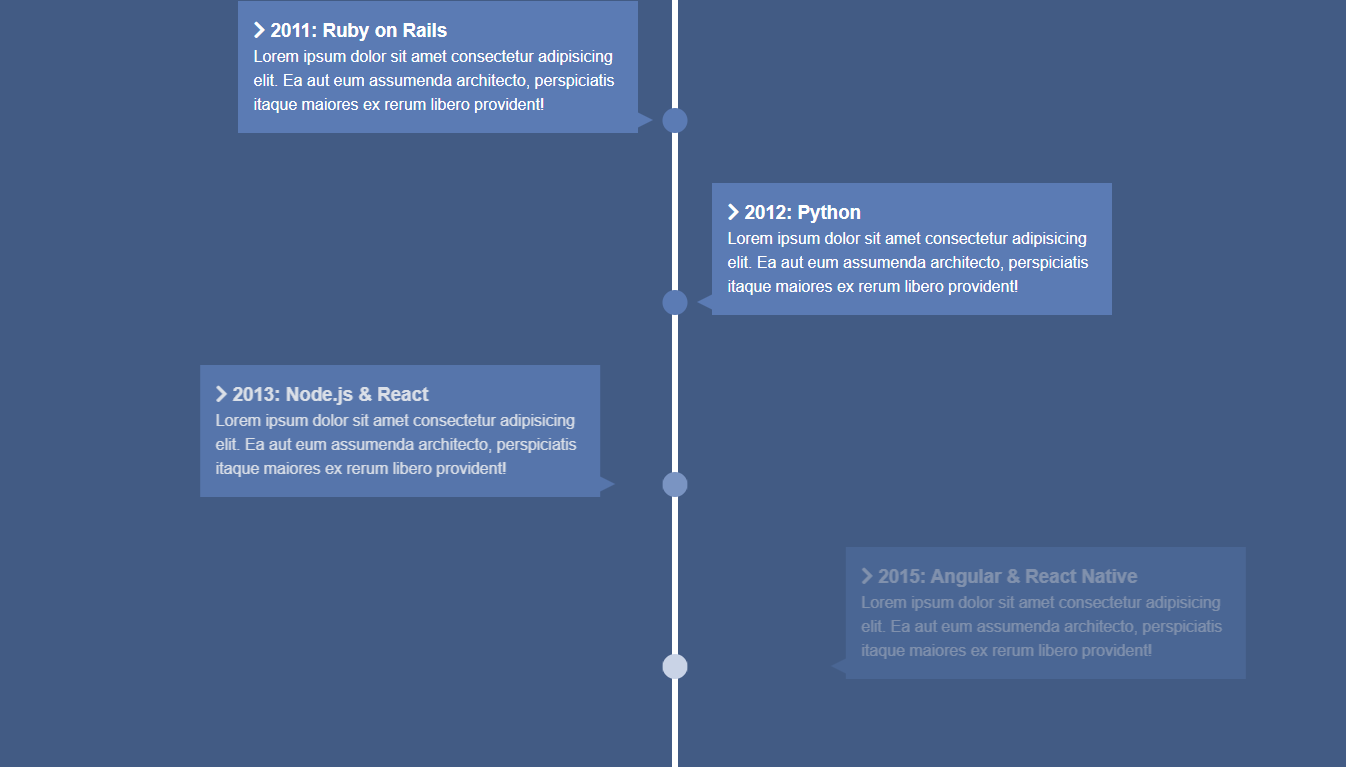 2011: Ruby on Rails
Lorem ipsum dolor sit amet consectetur adipisicing
elit. Ea aut eum assumenda architecto, perspiciatis
itaque maiores ex rerum libero provident!
2012: Python
Lorem ipsum dolor sit amet consectetur adipisicing
elit. Ea aut eum assumenda architecto, perspiciatis
itaque maiores ex rerum libero provident!
2013: Node.js & React
Lorem ipsum dolor sit amet consectetur adipisicing
elit. Ea aut eum assumenda architecto, perspiciatis
itaque maiores ex rerum libero provident!
2015: Angular & React Native
Lorem ipsum dolor sit amet consectetur adipisicing
elit. Ea aut eum assumenda architecto, perspiciatis
itaque maiores ex rerum libero provident!